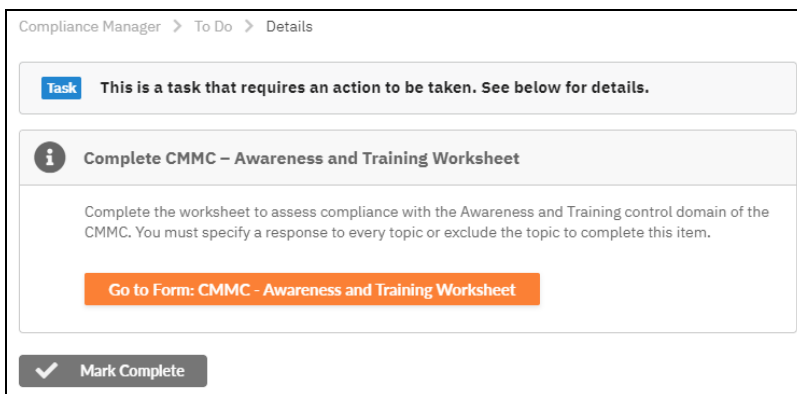 Compliance Manager > To Do > Details
Task This is a task that requires an action to be taken. See below for details.
Complete CMMC – Awareness and Training Worksheet
Complete the worksheet to assess compliance with the Awareness and Training control domain of the
CMMC. You must specify a response to every topic or exclude the topic to complete this item.
Go to Form: CMMC - Awareness and Training Worksheet
Mark Complete